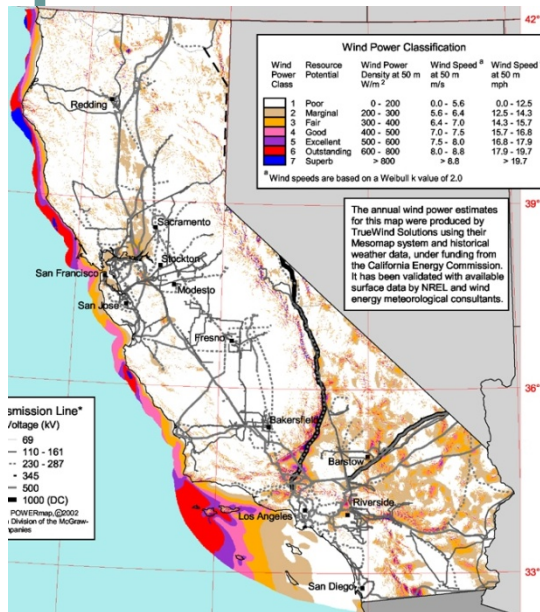 42°
Wind Power Classification
Wind Power Class
Resource Potential
Wind Power Density at 50 m W/m2
Wind Speed a at 50 m m/s
Wind Speed a at 50 m mph
1 Poor 0 - 200 0.0 - 5.6 0.0 - 12.5
2 Marginal 200 - 300 5.6 - 6.4 12.5 - 14.3
3 Fair 300 - 400 6.4 - 7.0 14.3 - 15.7
4 Good 400 - 500 7.0 - 7.5 15.7 - 16.8
5 Excellent 500 - 600 7.5 - 8.0 16.8 - 17.9
6 Outstanding 600 - 800 8.0 - 8.8 17.9 - 19.7
7 Superb > 800 > 8.8 > 19.7
a Wind speeds are based on a Weibull k value of 2.0
Redding
The annual wind power estimates
for this map were produced by
TrueWind Solutions using their
Mesomap system and historical
weather data, under funding from
the California Energy Commission.
It has been validated with available
surface data by NREL and wind
energy meteorological consultants.
Sacramento
Stockton
San Francisco
Modesto
San Jose
Fresno
36°
smission Line*
Voltage (kV)
69
110 - 161
230 - 287
345
500
1000 (DC)
POWERmap, ©2002
Division of the McGraw-
panies
Bakersfield
Barstow
Los Angeles
Riverside
33°
San Diego